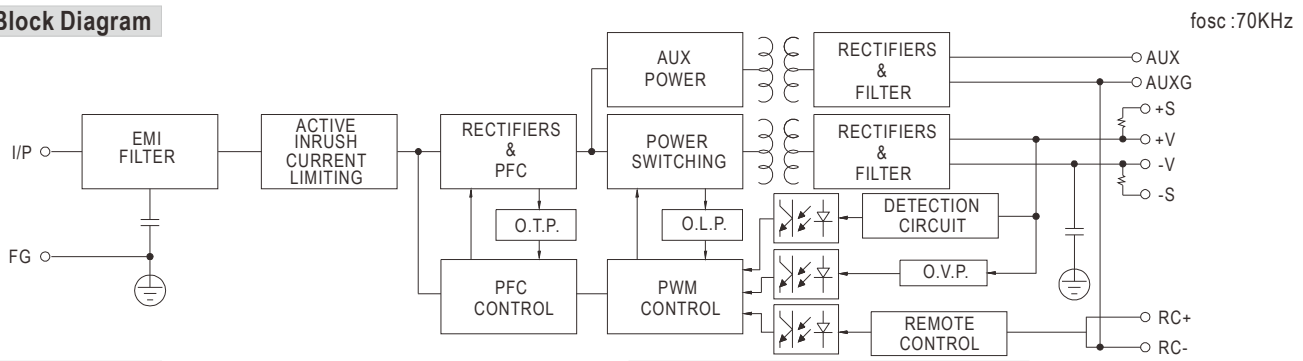 Block Diagram
fosc :70KHz
AUX
POWER
RECTIFIERS
&
FILTER
AUX
AUXG
+S
I/P
EMI
FILTER
ACTIVE
INRUSH
CURRENT
LIMITING
RECTIFIERS
&
PFC
POWER
SWITCHING
RECTIFIERS
&
FILTER
+V
-V
-S
O.T.P.
O.L.P.
DETECTION
CIRCUIT
FG
PFC
CONTROL
PWM
CONTROL
O.V.P.
REMOTE
CONTROL
RC+
RC-